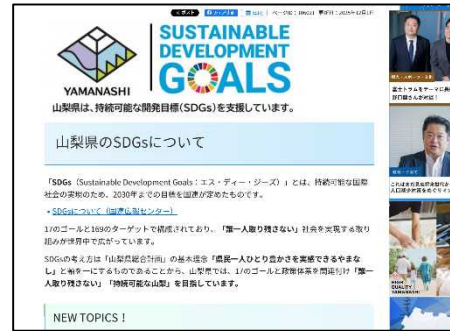 ポスト
SUSTAINABLE
DEVELOPMENT
GOALS
YAMANASHI
山梨県は、持続可能な開発目標(SDGs)を支援しています。
山梨県のSDGsについて
「SDGs（Sustainable Development Goals：エス・ディー・ジーズ）」とは、持続可能な国際
社会の実現のため、2030年までの目標を国連が定めたものです。
SDGsについて（国連広報センター）
17のゴールと169のターゲットで構成されており、「誰一人取り残さない」社会を実現する取り
組みが世界中で広がっています。
SDGsの考え方は「山梨県総合計画」の基本理念「県民一人ひとり豊かさを実感できるやまな
し」と軸を一にするものであることから、山梨県では、17のゴールと政策体系を関連付け「誰一
人取り残さない」「持続可能な山梨」を目指しています。
NEW TOPICS！
HIGH
QUALITY
YAMANASHI